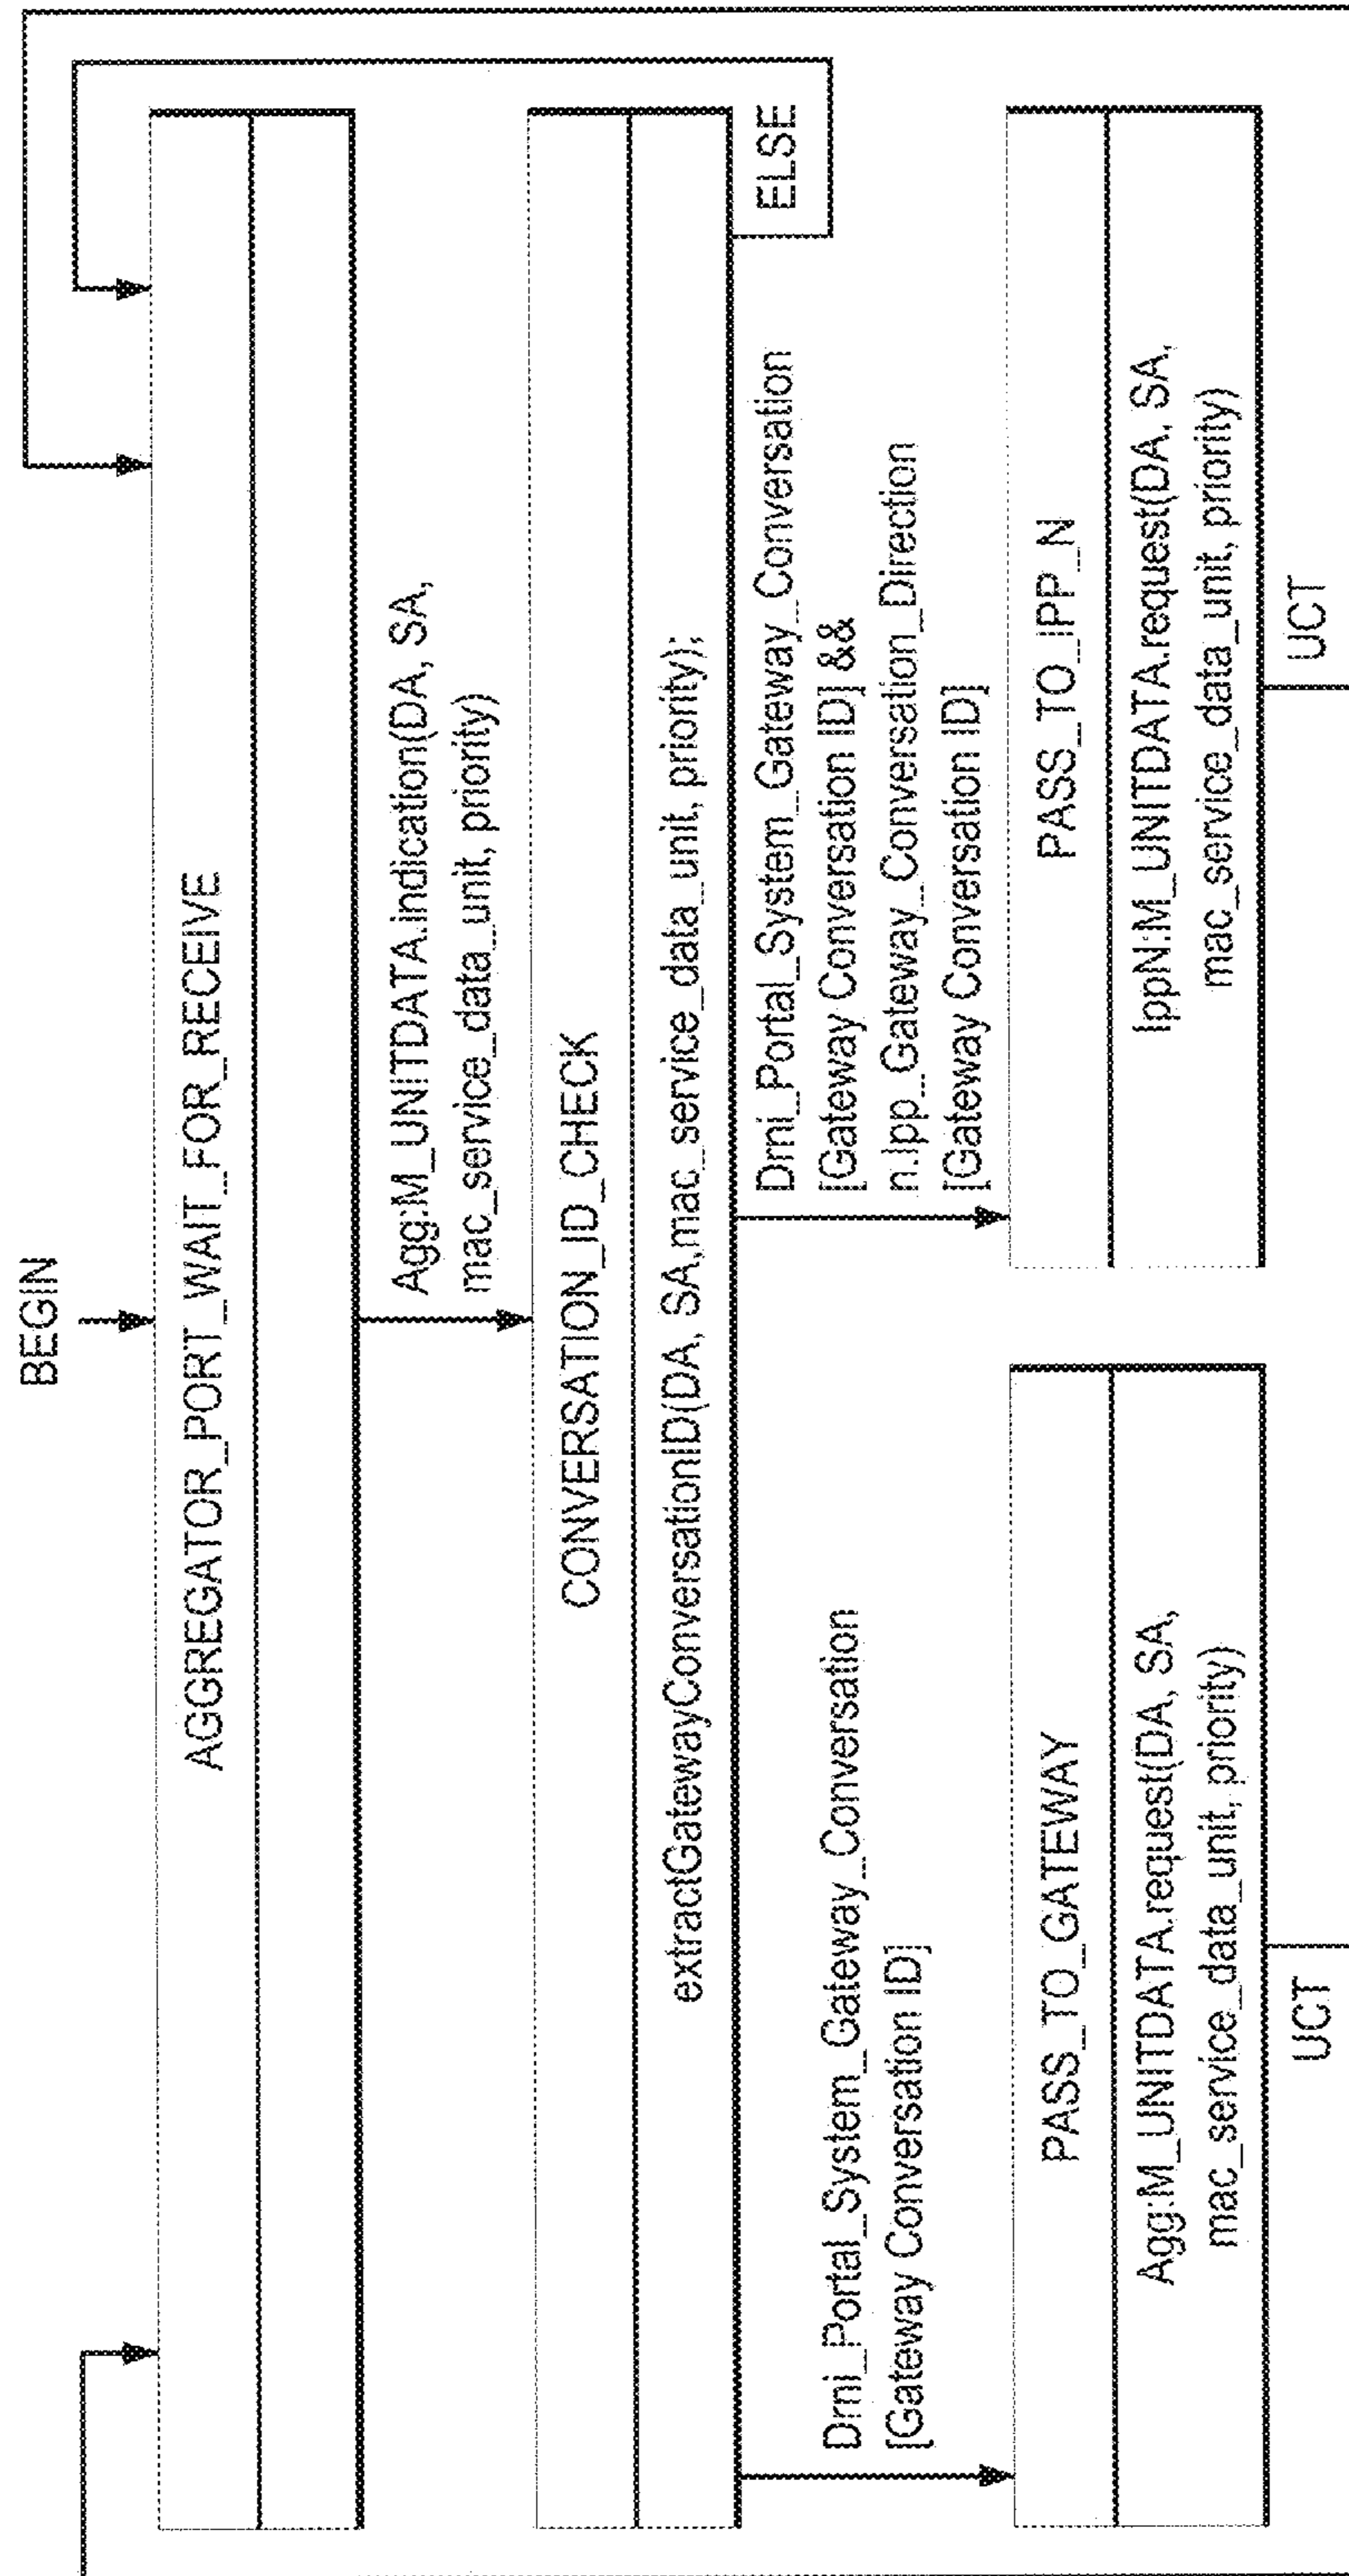 BEGIN
AGGREGATOR_PORT_WAIT_FOR_RECEIVE
Agg:M_UNITDATA.indication(DA, SA,
mac_service_data_unit, priority)
CONVERSATION_ID_CHECK
extractGatewayConversationID(DA, SA,mac_service_data_unit, priority);
ELSE
Drni_Portal_System_Gateway_Conversation
[Gateway Conversation ID]
Drni_Portal_System_Gateway_Conversation
[Gateway Conversation ID] &&
n.Ipp_Gateway_Conversation_Direction
[Gateway Conversation ID]
PASS_TO_GATEWAY
Agg:M_UNITDATA.request(DA, SA,
mac_service_data_unit, priority)
UCT
PASS_TO_IPP_N
IppN:M_UNITDATA.request(DA, SA,
mac_service_data_unit, priority)
UCT